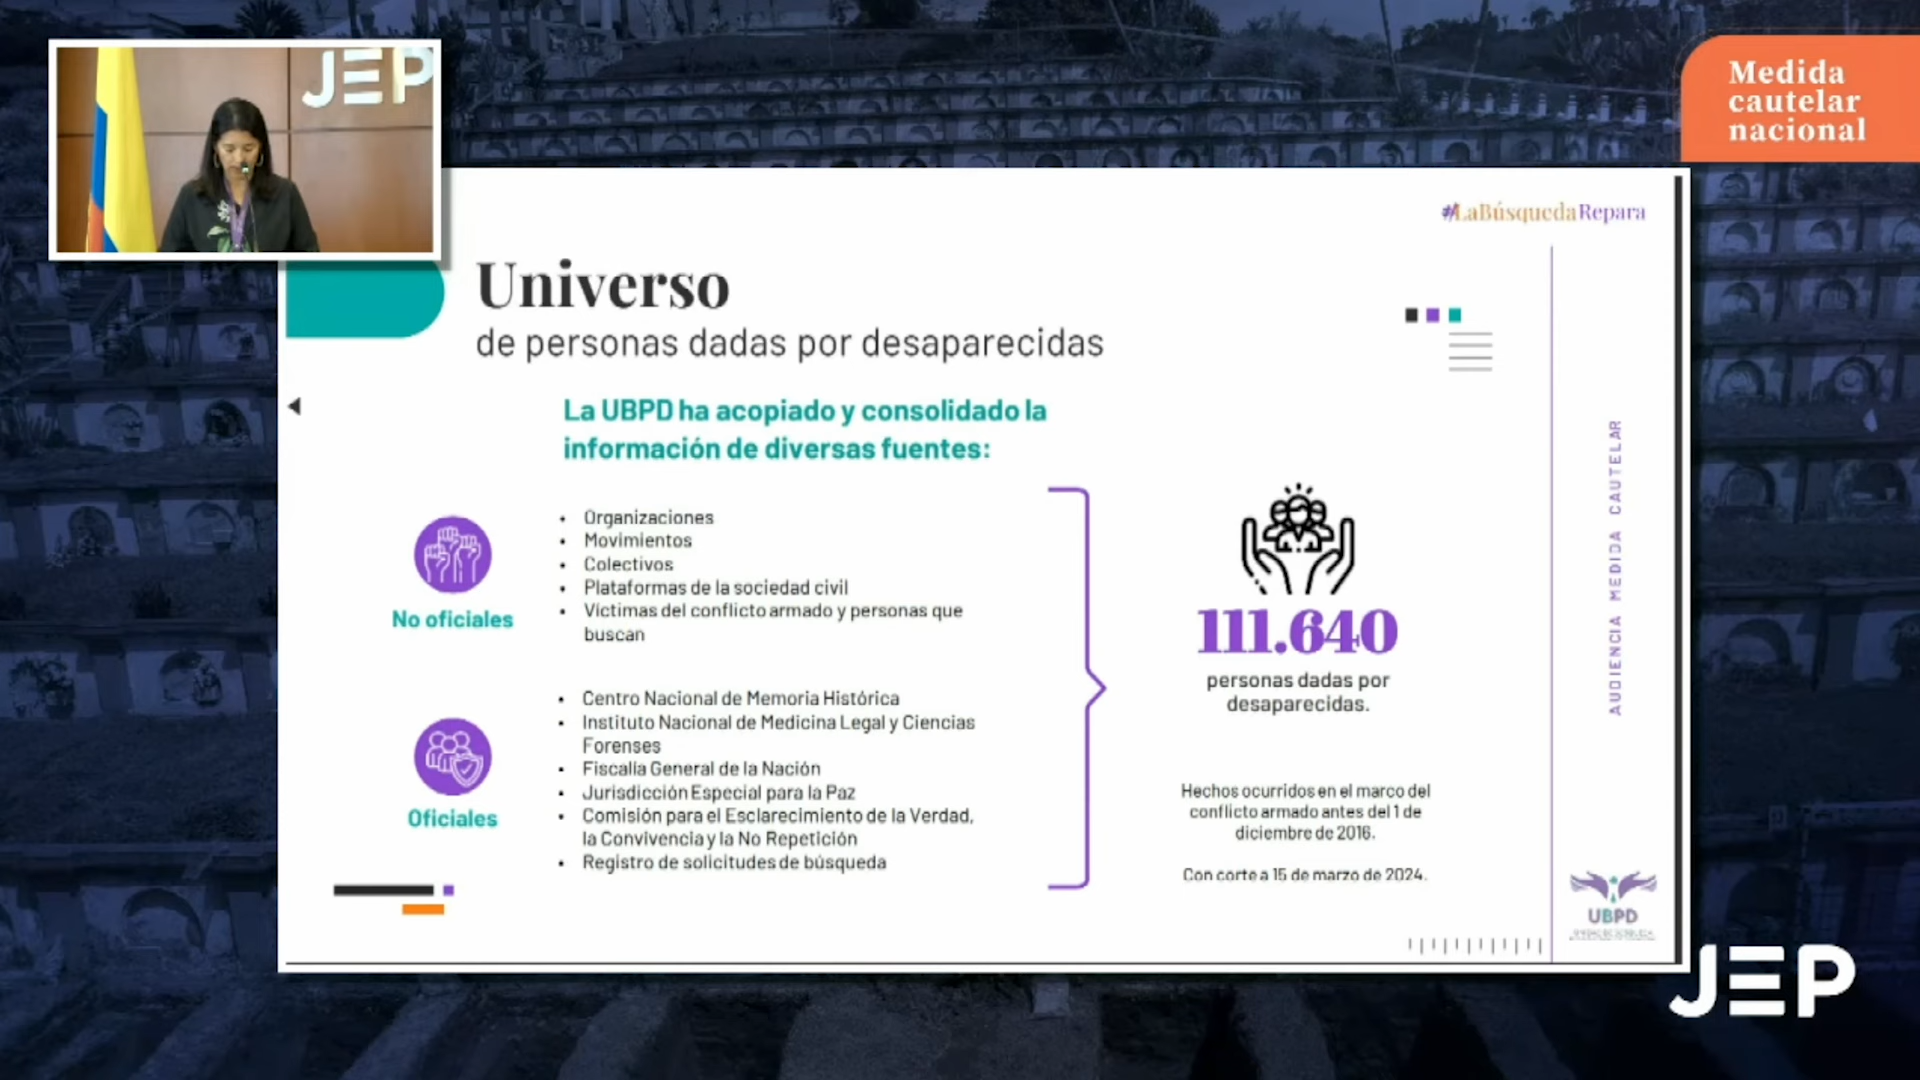 JEP
Medida
cautelar
nacional
#LaBúsquedaRepara
Universo
de personas dadas por desaparecidas
La UBPD ha acopiado y consolidado la
información de diversas fuentes:
No oficiales
• Organizaciones
• Movimientos
• Colectivos
• Plataformas de la sociedad civil
• Víctimas del conflicto armado y personas que
buscan
Oficiales
• Centro Nacional de Memoria Histórica
• Instituto Nacional de Medicina Legal y Ciencias
Forenses
• Fiscalía General de la Nación
• Jurisdicción Especial para la Paz
• Comisión para el Esclarecimiento de la Verdad,
la Convivencia y la No Repetición
• Registro de solicitudes de búsqueda
111.640
personas dadas por
desaparecidas.
Hechos ocurridos en el marco del
conflicto armado antes del 1 de
diciembre de 2016.
Con corte a 15 de marzo de 2024.
AUDIENCIA MEDIDA CAUTELAR
UBPD
JEP